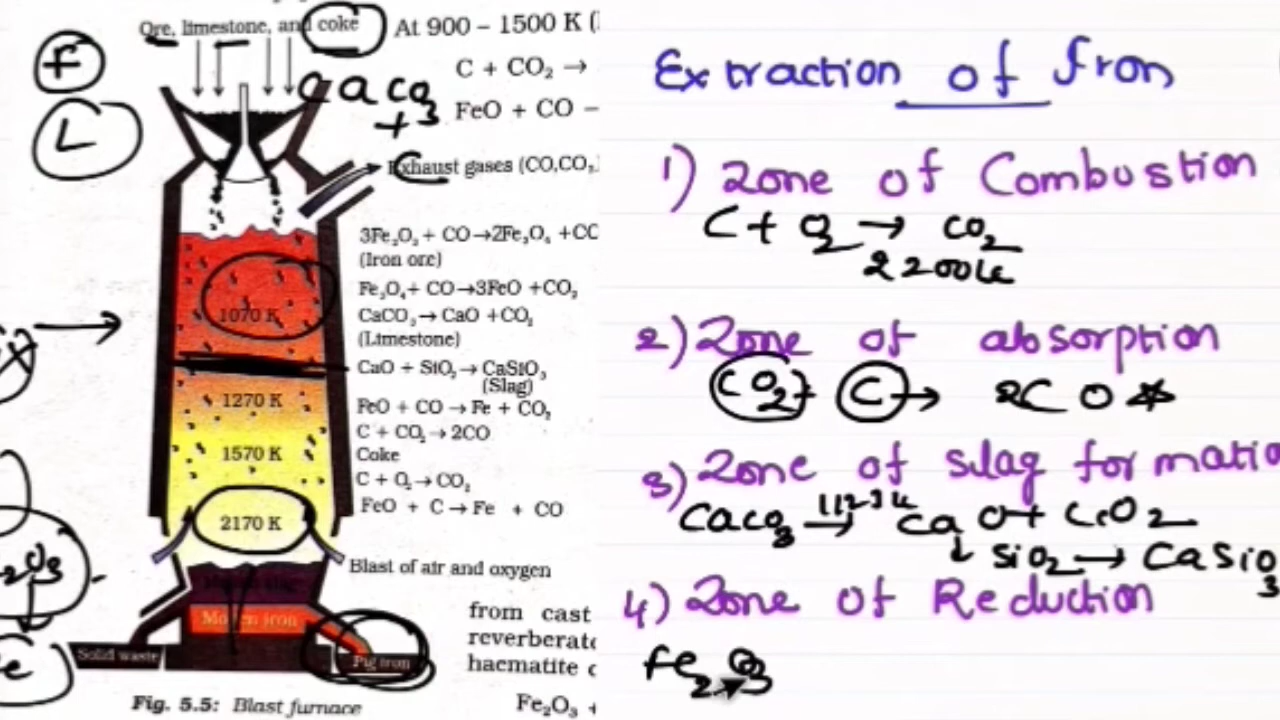 Ore, limestone, and coke
At 900 – 1500 K (
F
C + CO₂ →
CaCO₃
L
FeO + CO –
+
C
Exhaust gases (CO,CO₂,
3Fe₂O₃ + CO→2Fe₃O₄ +CO
(Iron ore)
Fe₃O₄+ CO→3FeO +CO₂
1070 K
CaCO₃→ CaO +CO₂
(Limestone)
CaO + SiO₂→ CaSiO₃
(Slag)
1270 K
FeO + CO → Fe + CO₂
C + CO₂→2CO
1570 K
Coke
C + O₂→ CO₂
FeO + C→ Fe + CO
2170 K
Blast of air and oxygen
Molten slag
Molten iron
Solid waste
Pig iron
from cast
reverberato
haematite
Fig. 5.5: Blast furnace
Fe₂O₃ +
Extraction of Iron
1) Zone of Combustion
C + O₂ → CO₂
2200k
2) Zone of absorption
CO₂ + C → 2CO
3) Zone of slag formatio
CaCO₃ 1123k→ CaO + CO₂
↓ SiO₂ → CaSiO₃
4) Zone of Reduction
Fe₂O₃